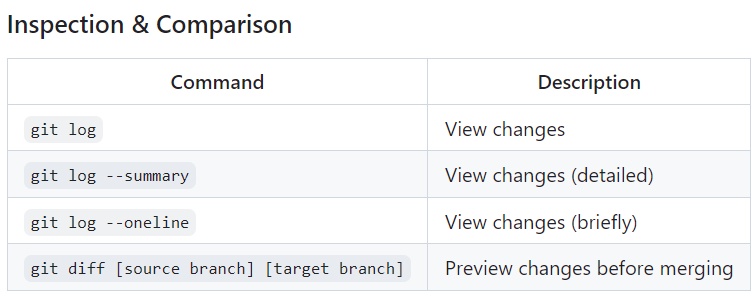 Inspection & Comparison
Command Description
git log View changes
git log --summary View changes (detailed)
git log --oneline View changes (briefly)
git diff [source branch] [target branch] Preview changes before merging